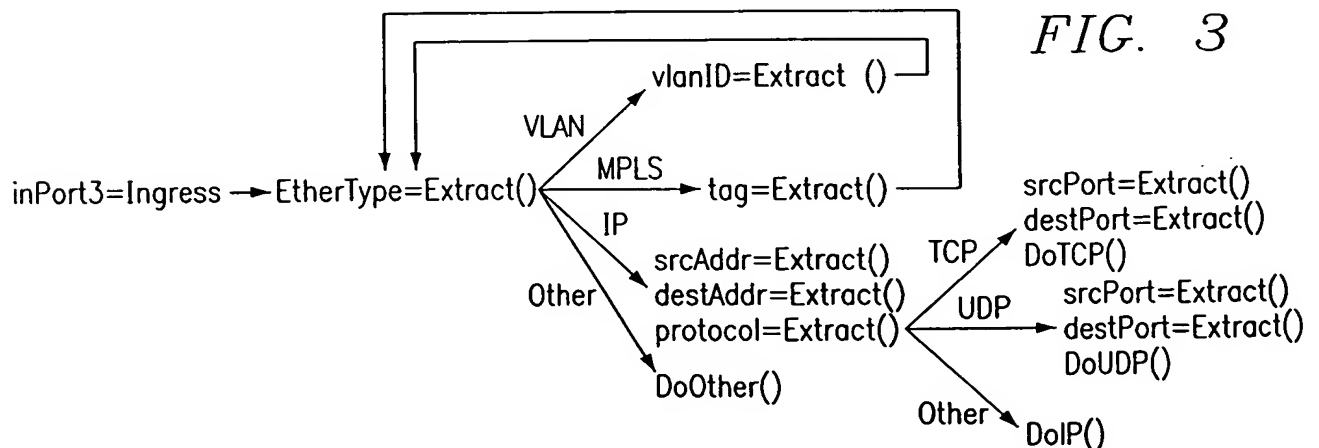 FIG. 3
vlanID=Extract ()
VLAN
MPLS
inPort3=Ingress
EtherType=Extract()
tag=Extract()
IP
srcAddr=Extract()
destAddr=Extract()
protocol=Extract()
Other
DoOther()
TCP
srcPort=Extract()
destPort=Extract()
DoTCP()
UDP
srcPort=Extract()
destPort=Extract()
DoUDP()
Other
DoIP()